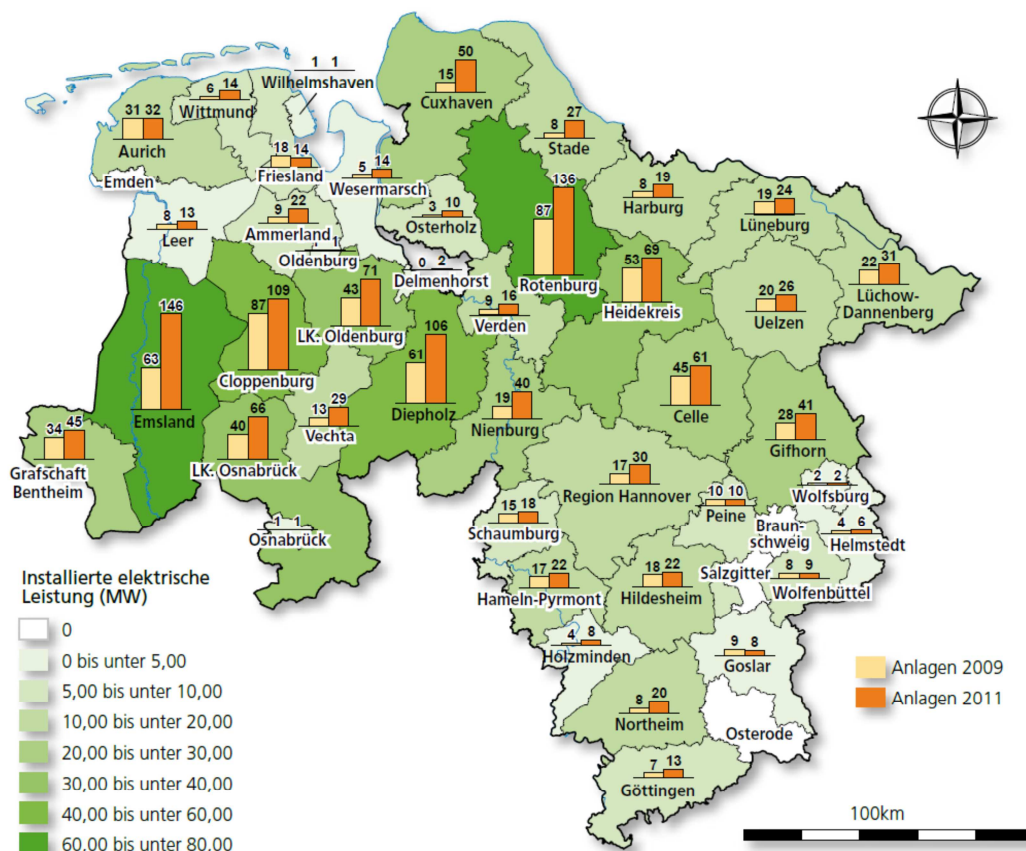 1 1
Wilhelmshaven
6 14
Wittmund
31 32
Aurich
Emden
18 14
Friesland
5 14
Wesermarsch
15 50
Cuxhaven
8 27
Stade
8 13
Leer
9 22
Ammerland
1
Oldenburg
3 10
Osterholz
0 2
Delmenhorst
87 136
Rotenburg
8 19
Harburg
19 24
Lüneburg
22 31
Lüchow-
Dannenberg
53 69
Heidekreis
20 26
Uelzen
63 146
Emsland
87 109
Cloppenburg
43 71
LK. Oldenburg
9 16
Verden
61 106
Diepholz
13 29
Vechta
19 40
Nienburg
45 61
Celle
28 41
Gifhorn
34 45
Grafschaft
Bentheim
40 66
LK. Osnabrück
1 1
Osnabrück
17 30
Region Hannover
2 2
Wolfsburg
10 10
Peine
Braun-
schweig
4 6
Helmstedt
15 18
Schaumburg
17 22
Hameln-Pyrmont
18 22
Hildesheim
Salzgitter
8 9
Wolfenbüttel
4 8
Holzminden
9 8
Goslar
8 20
Northeim
Osterode
7 13
Göttingen
Installierte elektrische
Leistung (MW)
0
0 bis unter 5,00
5,00 bis unter 10,00
10,00 bis unter 20,00
20,00 bis unter 30,00
30,00 bis unter 40,00
40,00 bis unter 60,00
60,00 bis unter 80,00
Anlagen 2009
Anlagen 2011
100km